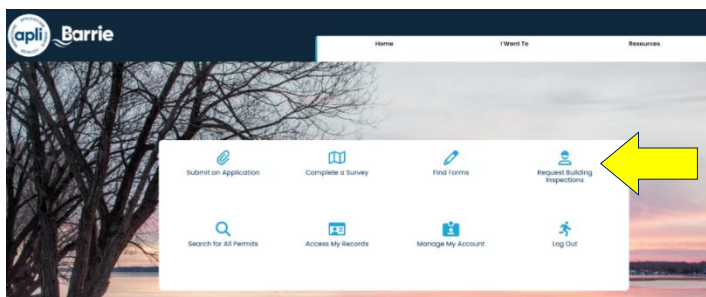 apli
Barrie
Home I Want To Resources
Submit an Application Complete a Survey Find Forms Request Building
Inspections
Search for All Permits Access My Records Manage My Account Log Out